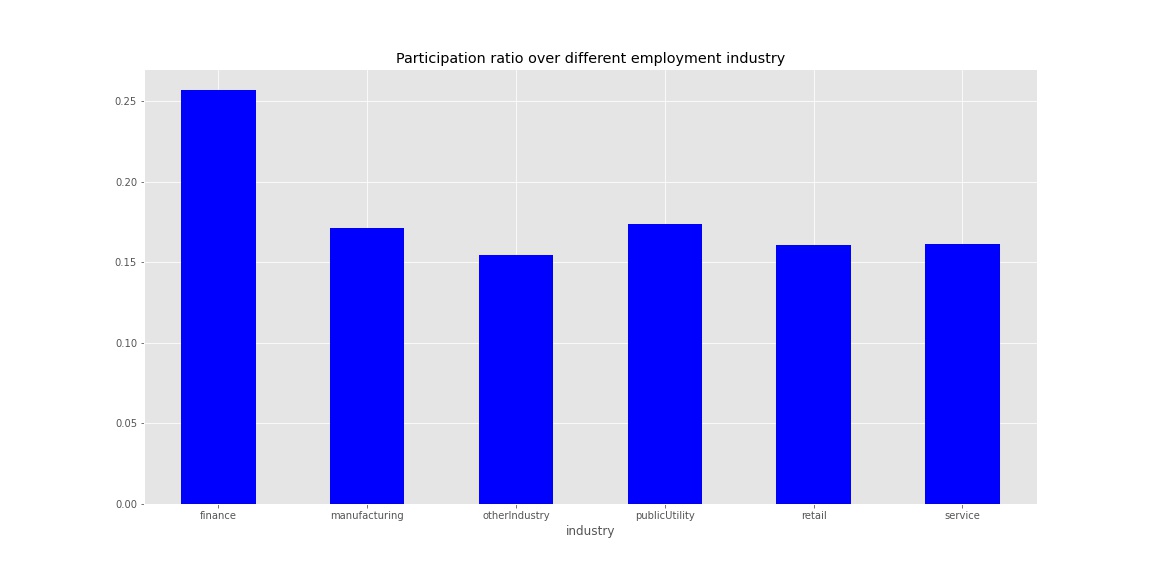 Participation ratio over different employment industry
0.25
0.20
0.15
0.10
0.05
0.00
finance manufacturing otherIndustry publicUtility retail service
industry